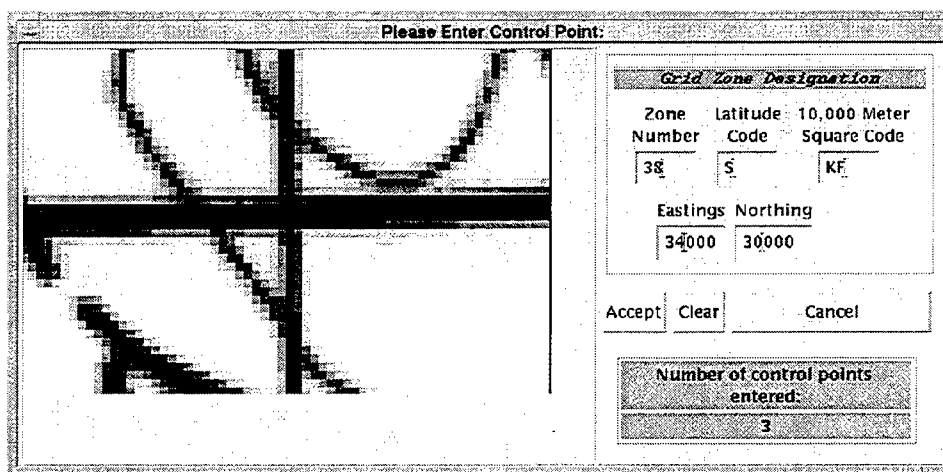 Please Enter Control Point:
Grid Zone Designation
Zone Number
Latitude Code
10,000 Meter Square Code
38
S
KF
Eastings Northing
34000 30000
Accept Clear Cancel
Number of control points
entered:
3